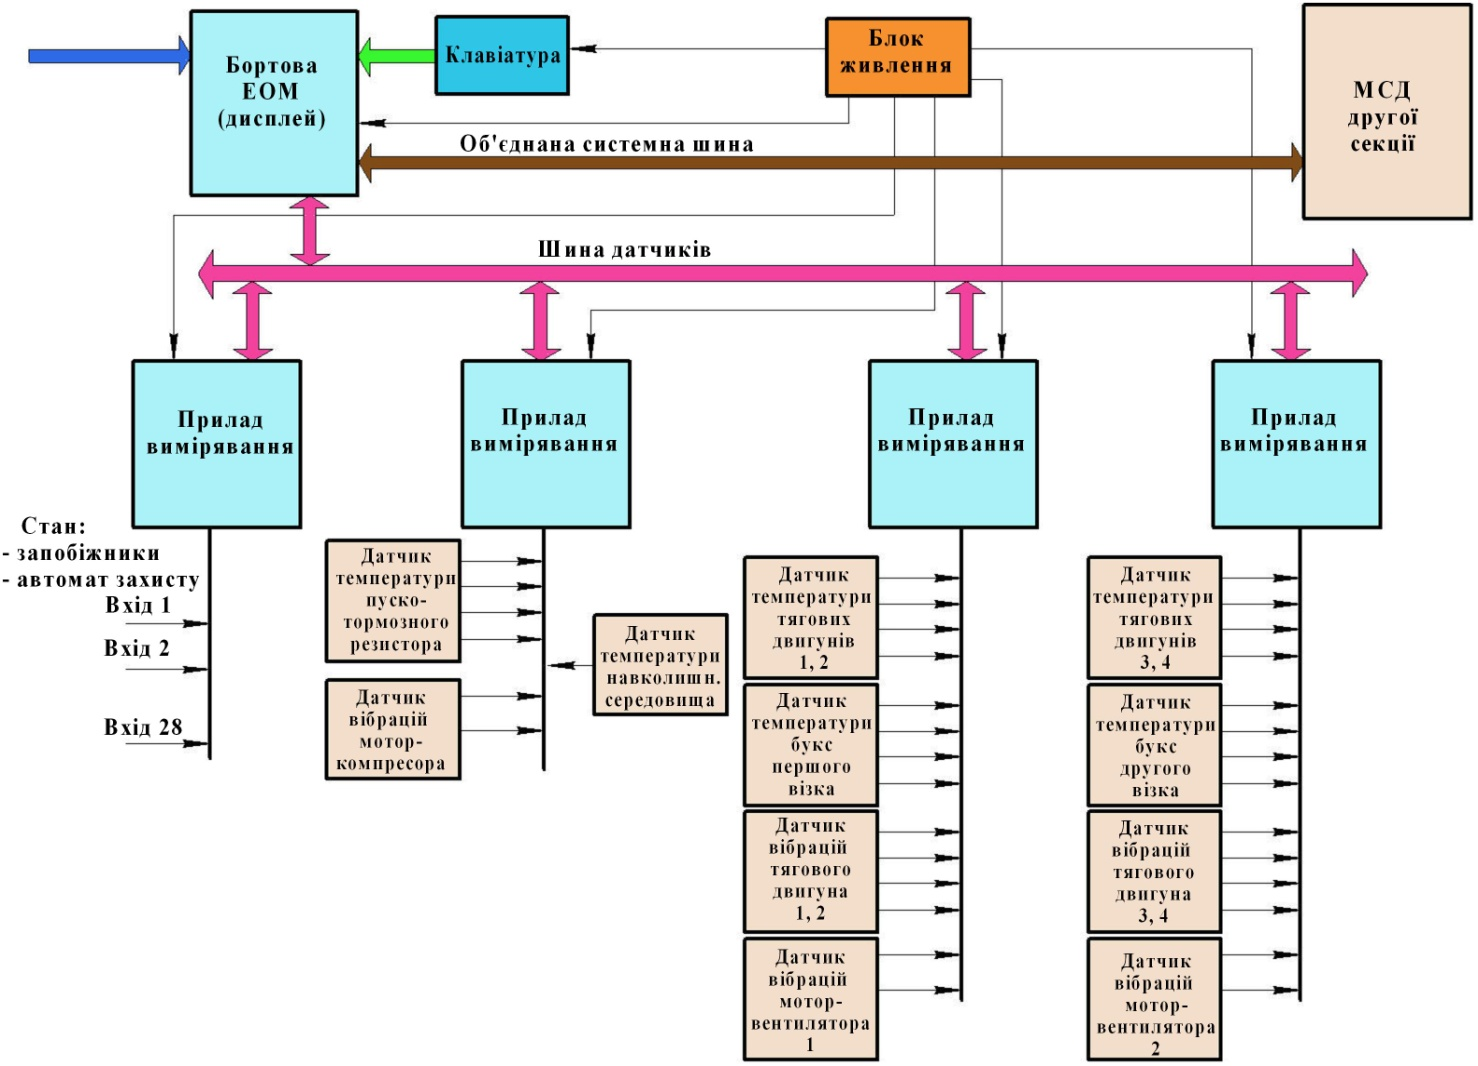 Бортова
ЕОМ
(дисплей)
Клавіатура
Блок
живлення
МСД
другої
секції
Об'єднана системна шина
Шина датчиків
Прилад
вимірявання
Прилад
вимірявання
Прилад
вимірявання
Прилад
вимірявання
Стан:
- запобіжники
- автомат захисту
Вхід 1
Вхід 2
Вхід 28
Датчик
температури
пуско-
тормозного
резистора
Датчик
вібрацій
мотор-
компресора
Датчик
температури
навколишн.
середовища
Датчик
температури
тягових
двигунів
1, 2
Датчик
температури
букс
першого
візка
Датчик
вібрацій
тягового
двигуна
1, 2
Датчик
вібрацій
мотор-
вентилятора
1
Датчик
температури
тягових
двигунів
3, 4
Датчик
температури
букс
другого
візка
Датчик
вібрацій
тягового
двигуна
3, 4
Датчик
вібрацій
мотор-
вентилятора
2